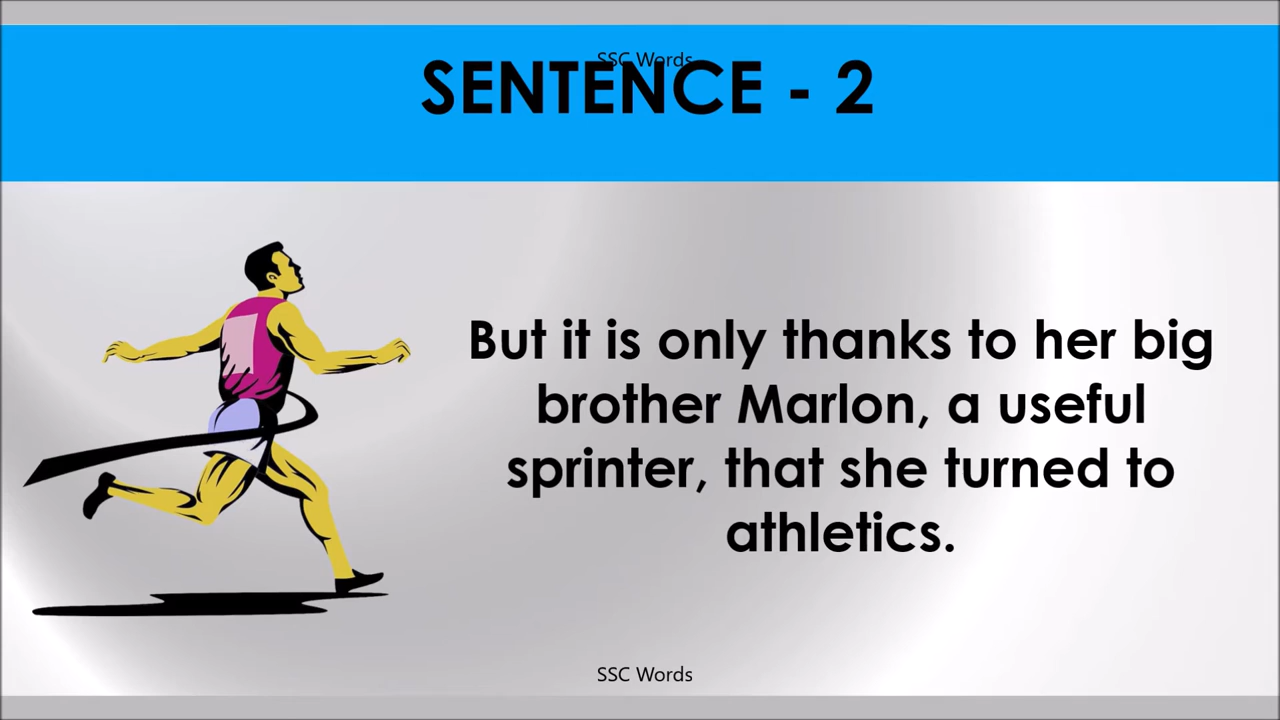 SSC Words
SENTENCE - 2
But it is only thanks to her big
brother Marlon, a useful
sprinter, that she turned to
athletics.
SSC Words